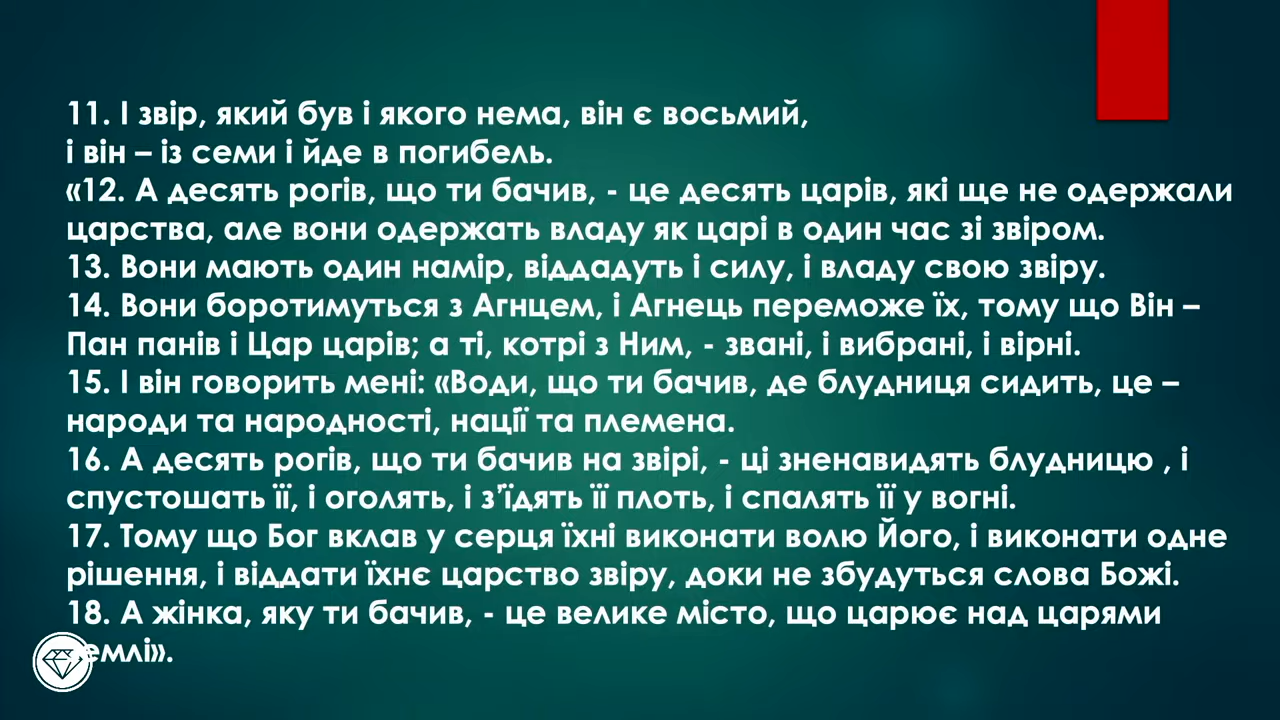 11. І звір, який був і якого нема, він є восьмий,
і він – із семи і йде в погибель.
«12. А десять рогів, що ти бачив, - це десять царів, які ще не одержали
царства, але вони одержать владу як царі в один час зі звіром.
13. Вони мають один намір, віддадуть і силу, і владу свою звіру.
14. Вони боротимуться з Агнцем, і Агнець переможе їх, тому що Він –
Пан панів і Цар царів; а ті, котрі з Ним, - звані, і вибрані, і вірні.
15. І він говорить мені: «Води, що ти бачив, де блудниця сидить, це –
народи та народності, нації та племена.
16. А десять рогів, що ти бачив на звірі, - ці зненавидять блудницю , і
спустошать її, і оголять, і з’їдять її плоть, і спалять її у вогні.
17. Тому що Бог вклав у серця їхні виконати волю Його, і виконати одне
рішення, і віддати їхнє царство звіру, доки не збудуться слова Божі.
18. А жінка, яку ти бачив, - це велике місто, що царює над царями
емлі».